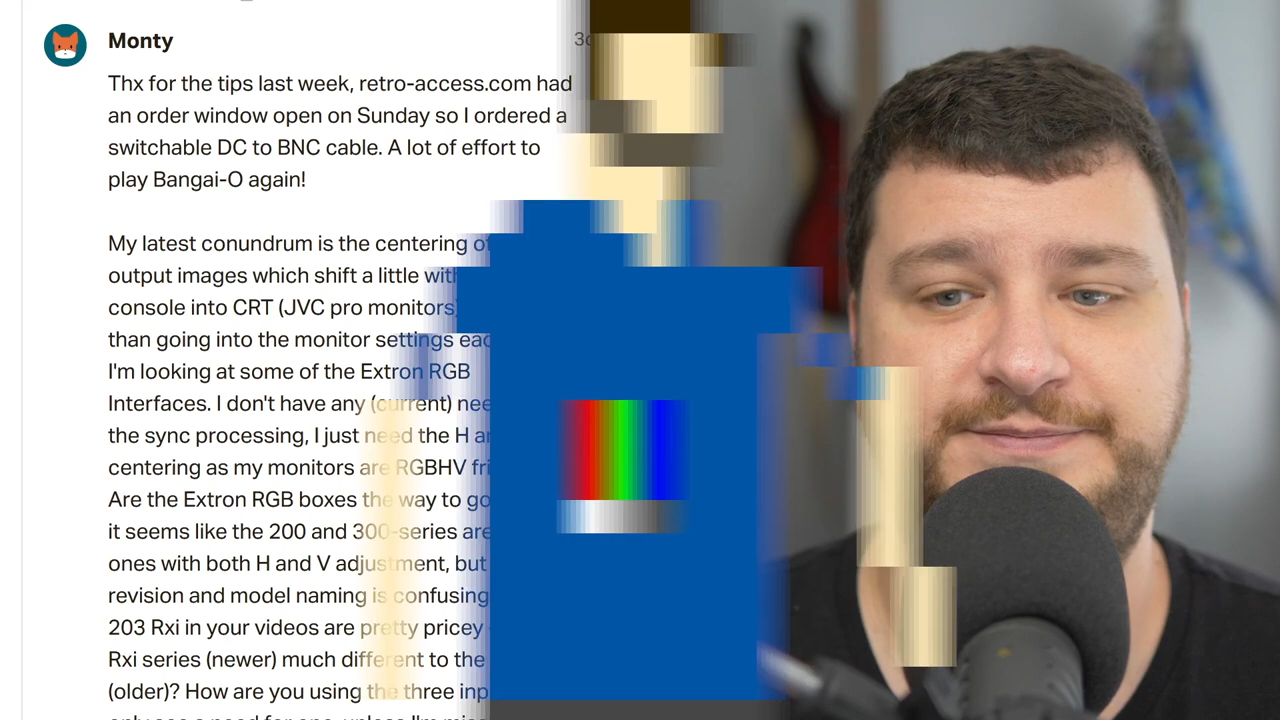 Monty
Thx for the tips last week, retro-access.com had
an order window open on Sunday so I ordered a
switchable DC to BNC cable. A lot of effort to
play Bangai-O again!
My latest conundrum is the centering of
output images which shift a little with
console into CRT (JVC pro monitors)
than going into the monitor settings
I'm looking at some of the Extron RGB
Interfaces. I don't have any (current)
the sync processing, I just need the H
centering as my monitors are RGBHV
Are the Extron RGB boxes the way to go
it seems like the 200 and 300-series are
ones with both H and V adjustment, but
revision and model naming is confusing
203 Rxi in your videos are pretty pricey
Rxi series (newer) much different to the
(older)? How are you using the three